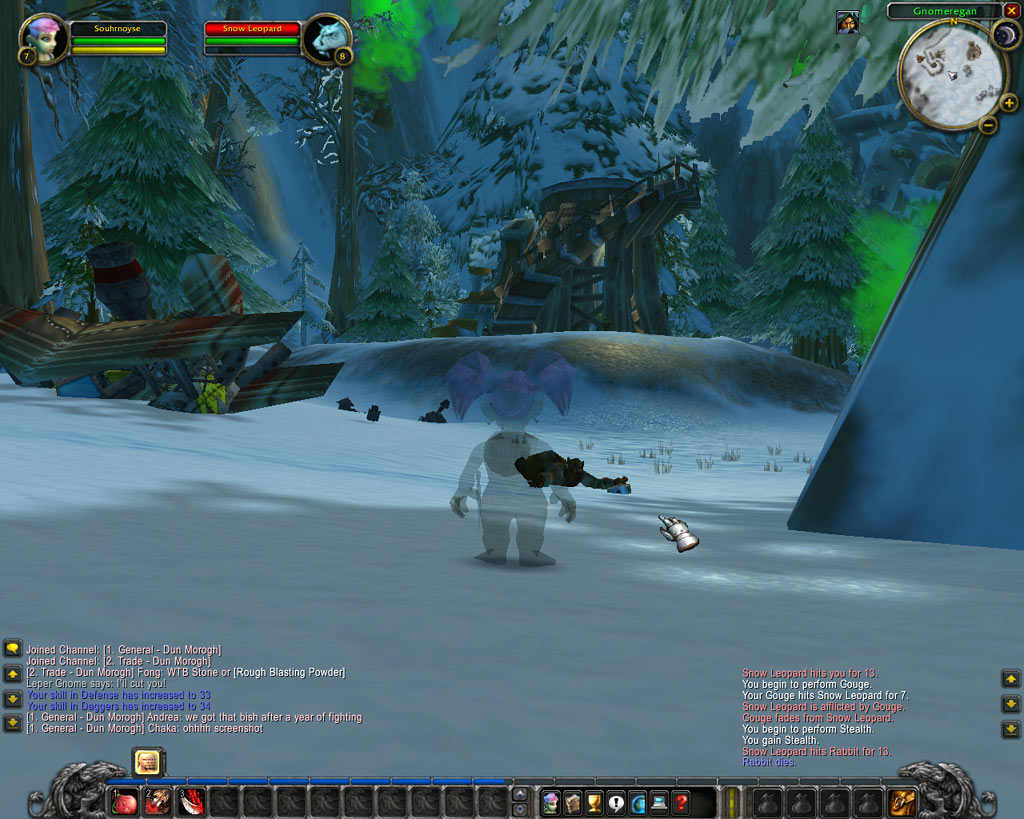 Souhrnoyse
7
Snow Leopard
8
Gnomeregan
N
Joined Channel: [1. General - Dun Morogh]
Joined Channel: [2. Trade - Dun Morogh]
[2. Trade - Dun Morogh] Fong: WTB Stone or [Rough Blasting Powder]
Leper Gnome says: I'll cut you!
Your skill in Defense has increased to 33
Your skill in Daggers has increased to 34
[1. General - Dun Morogh] Andrea: we got that bish after a year of fighting
[1. General - Dun Morogh] Chaka: ohhhh screenshot
Snow Leopard hits you for 13.
You begin to perform Gouge.
Your Gouge hits Snow Leopard for 7.
Snow Leopard is afflicted by Gouge.
Gouge fades from Snow Leopard.
You begin to perform Stealth.
You gain Stealth.
Snow Leopard hits Rabbit for 13.
Rabbit dies.
1 2 3